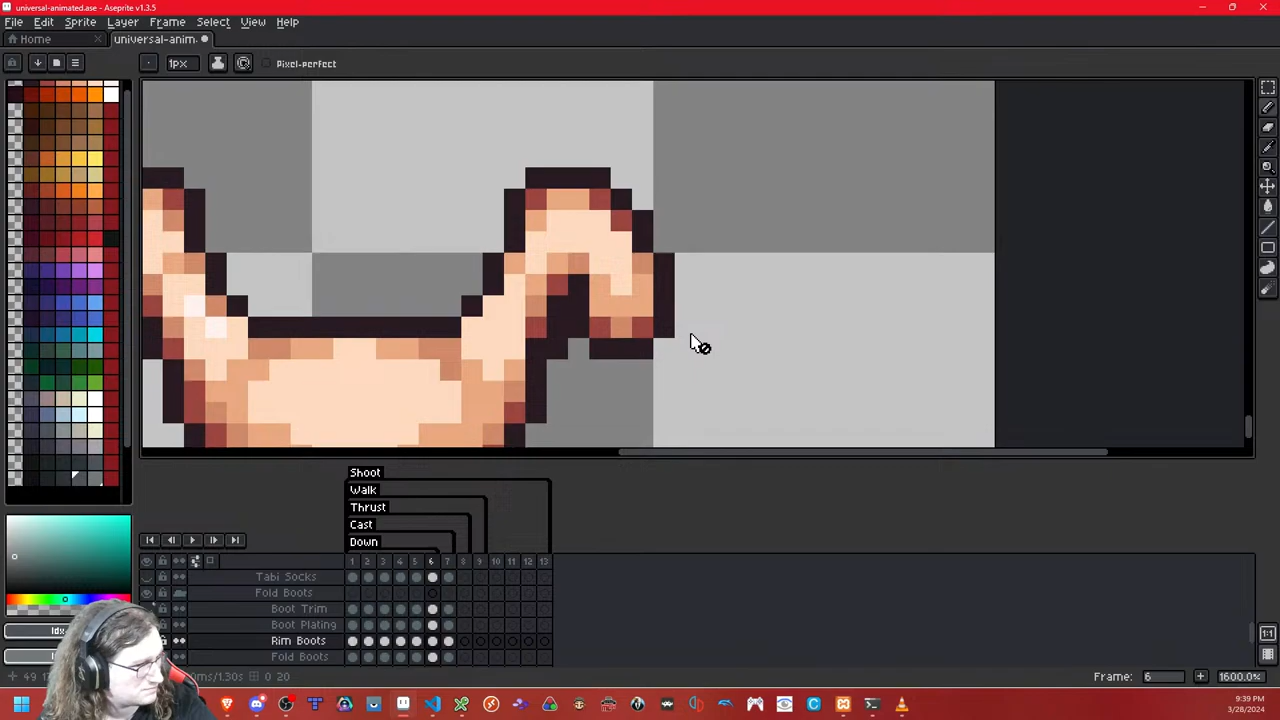 universal-animated.ase - Aseprite v1.3.5
File Edit Sprite Layer Frame Select View Help
Home universal-anim.
1px Pixel-perfect
Shoot
Walk
Thrust
Cast
Down
1 2 3 4 5 6 7 8 9 10 11 12 13
Tabi Socks
Fold Boots
Boot Trim
Boot Plating
Rim Boots
Fold Boots
Frame: 6 + 1:1 1600.0%
9:39 PM
3/28/2024